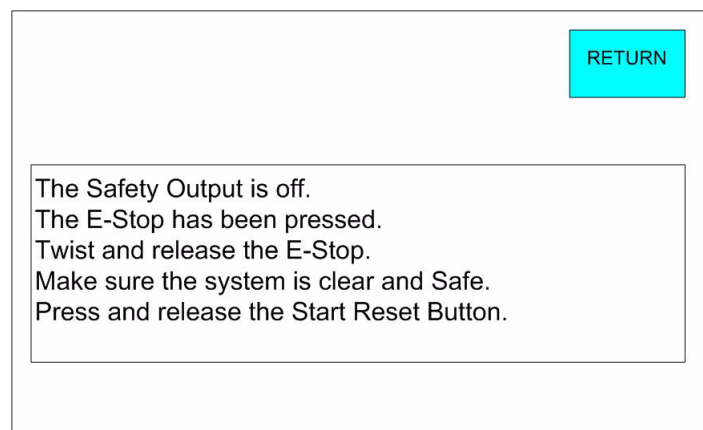 RETURN
The Safety Output is off.
The E-Stop has been pressed.
Twist and release the E-Stop.
Make sure the system is clear and Safe.
Press and release the Start Reset Button.